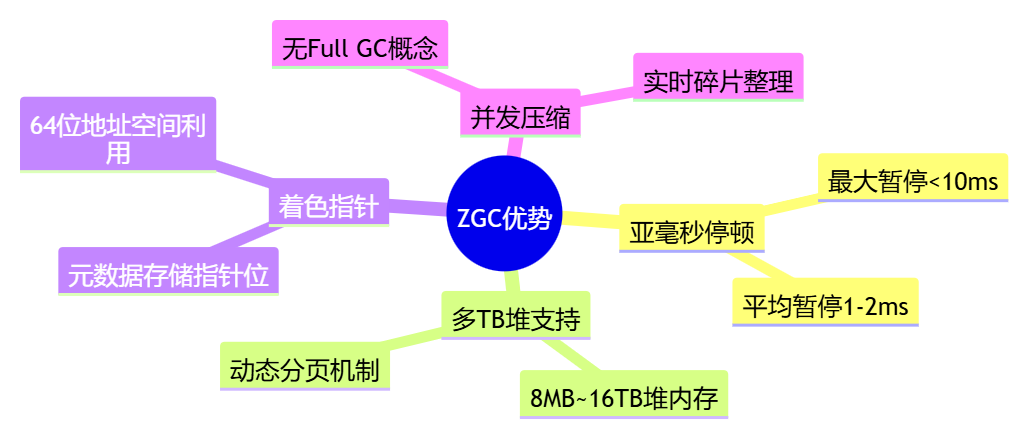 无Full GC概念
实时碎片整理
并发压缩
64位地址空间利
用
着色指针
元数据存储指针位
ZGC优势
最大暂停<10ms
亚毫秒停顿
平均暂停1-2ms
多TB堆支持
动态分页机制
8MB~16TB堆内存